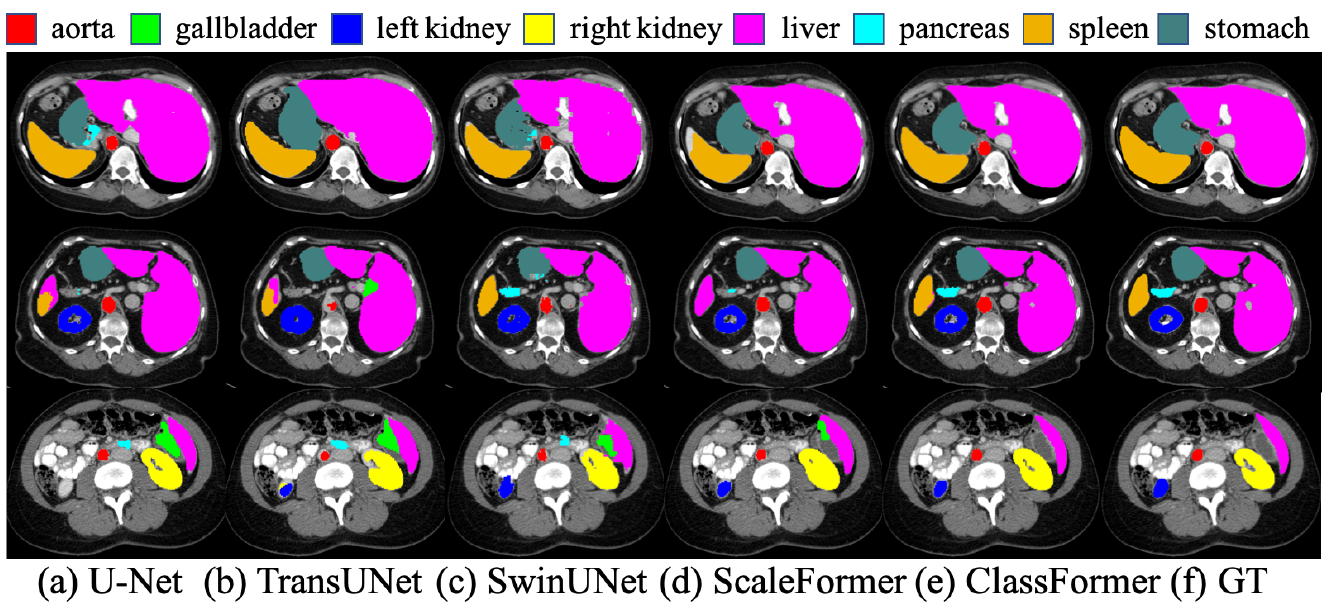 aorta gallbladder left kidney right kidney liver pancreas spleen stomach
(a) U-Net (b) TransUNet (c) SwinUNet (d) ScaleFormer (e) ClassFormer (f) GT